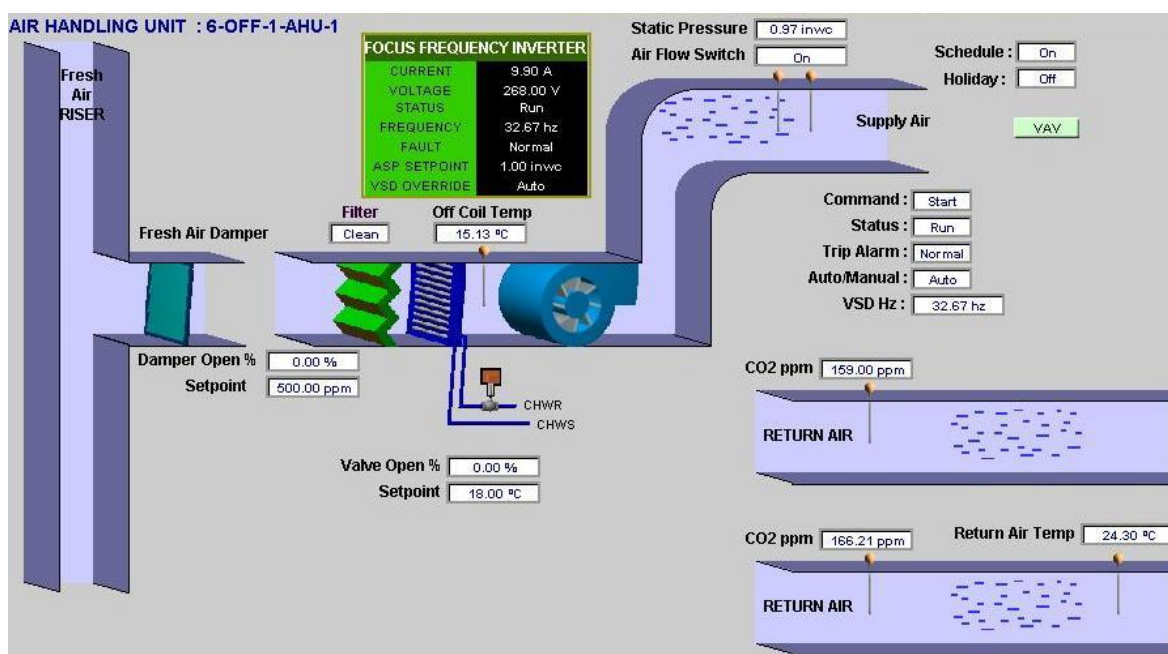 AIR HANDLING UNIT : 6-OFF-1-AHU-1
Static Pressure 0.97 inwc
Air Flow Switch On
Schedule : On
Holiday : Off
VAV
Fresh
Air
RISER
FOCUS FREQUENCY INVERTER
CURRENT 9.90 A
VOLTAGE 268.00 V
STATUS Run
FREQUENCY 32.67 hz
FAULT Normal
ASP SETPOINT 1.00 inwc
VSD OVERRIDE Auto
Supply Air
Filter
Clean
Off Coil Temp
15.13 ºC
Fresh Air Damper
Command : Start
Status : Run
Trip Alarm : Normal
Auto/Manual : Auto
VSD Hz : 32.67 hz
Damper Open % 0.00 %
Setpoint 500.00 ppm
CHWR
CHWS
Valve Open % 0.00 %
Setpoint 18.00 ºC
CO2 ppm 159.00 ppm
RETURN AIR
CO2 ppm 166.21 ppm
Return Air Temp 24.30 ºC
RETURN AIR